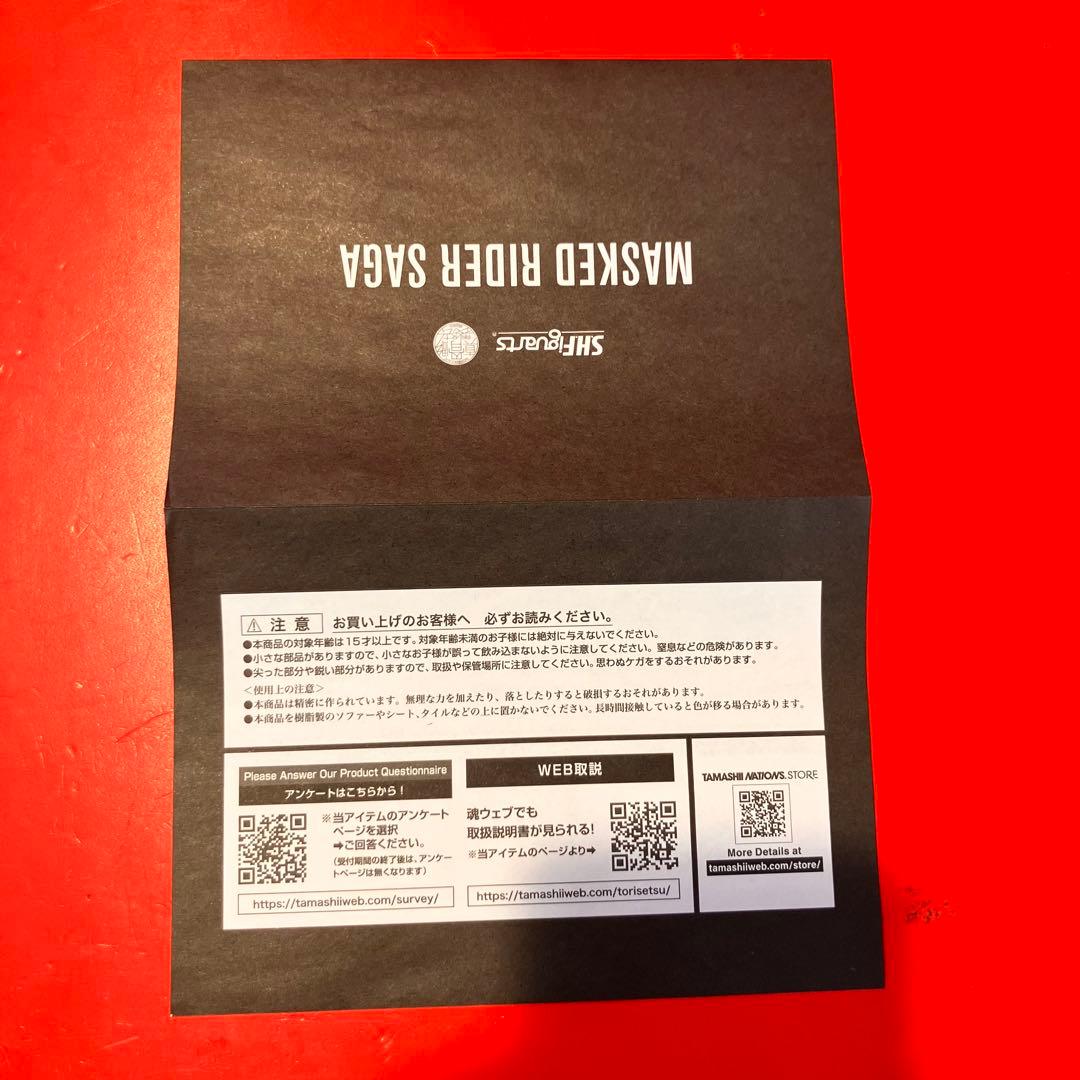 MASKED RIDER SAGA
S.H.Figuarts
⚠ 注意 お買い上げのお客様へ 必ずお読みください。
●本商品の対象年齢は15才以上です。対象年齢未満のお子様には絶対に与えないでください。
●小さな部品がありますので、小さなお子様が誤って飲み込まないように注意してください。窒息などの危険があります。
●尖った部分や鋭い部分がありますので、取扱や保管場所に注意してください。思わぬケガをするおそれがあります。
<使用上の注意>
●本商品は精密に作られています。無理な力を加えたり、落としたりすると破損するおそれがあります。
●本商品を樹脂製のソファーやシート、タイルなどの上に置かないでください。長時間接触していると色が移る場合があります。
Please Answer Our Product Questionnaire
アンケートはこちらから!
※当アイテムのアンケート
ページを選択
➡ご回答ください。
(受付期間の終了後は、アンケー
トページは無くなります)
https://tamashiiweb.com/survey/
WEB取説
魂ウェブでも
取扱説明書が見られる!
※当アイテムのページより➡
https://tamashiiweb.com/torisetsu/
TAMASHII NATIONS.STORE
More Details at
tamashiiweb.com/store/